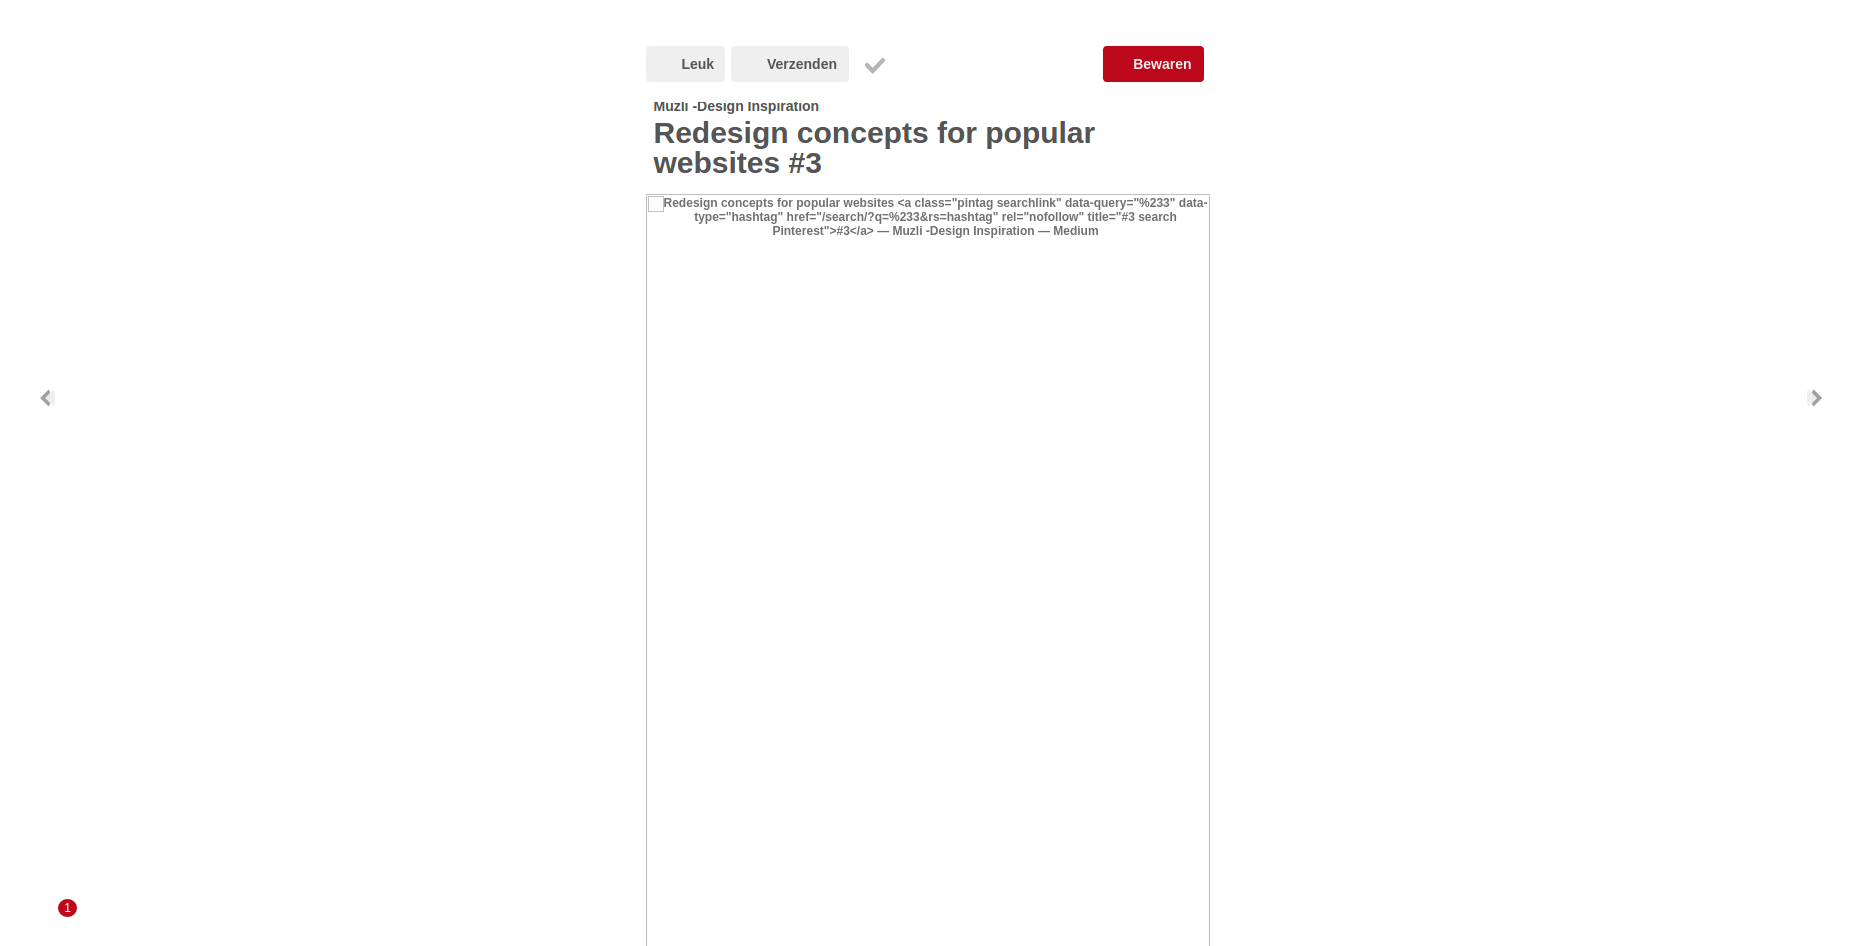 Leuk
Verzenden
Bewaren
Muzli -Design Inspiration
Redesign concepts for popular
websites #3
Redesign concepts for popular websites <a class="pintag searchlink" data-query="%233" data-
type="hashtag" href="/search/?q=%233&rs=hashtag" rel="nofollow" title="#3 search
Pinterest">#3</a> — Muzli -Design Inspiration — Medium
1